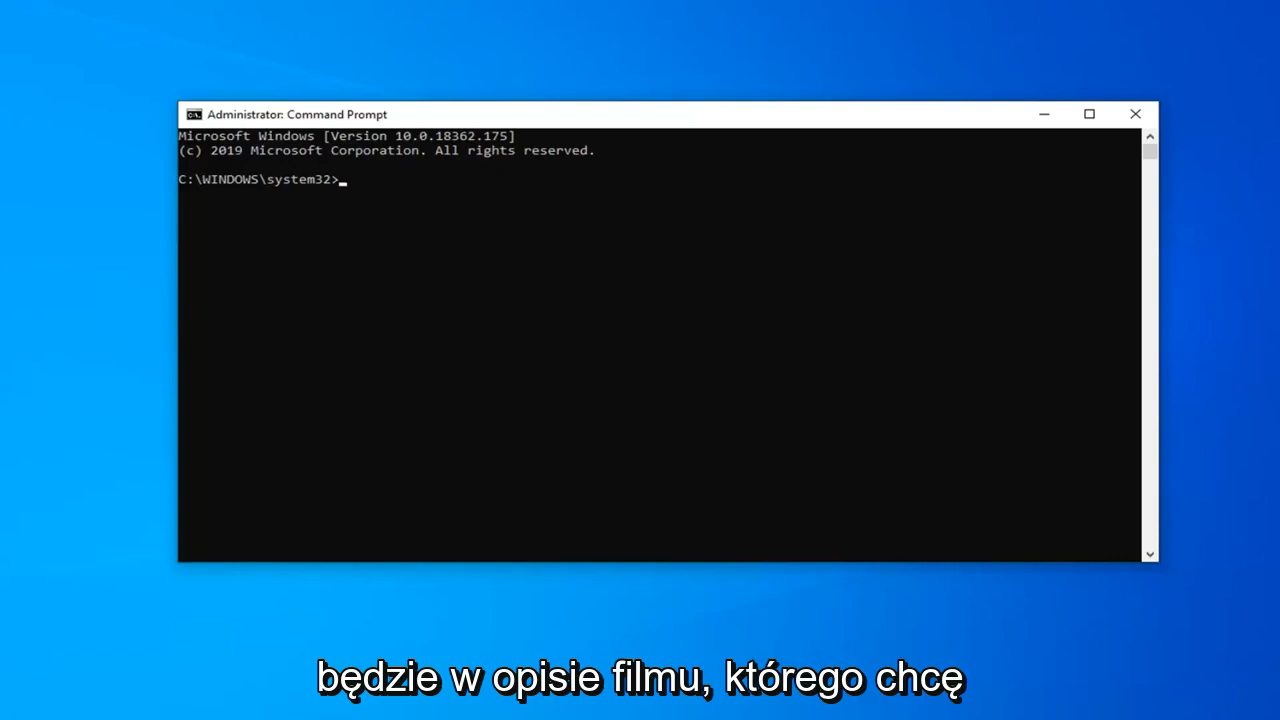 Administrator: Command Prompt
Microsoft Windows [Version 10.0.18362.175]
(c) 2019 Microsoft Corporation. All rights reserved.
C:\WINDOWS\system32>
będzie w opisie filmu, którego chcę